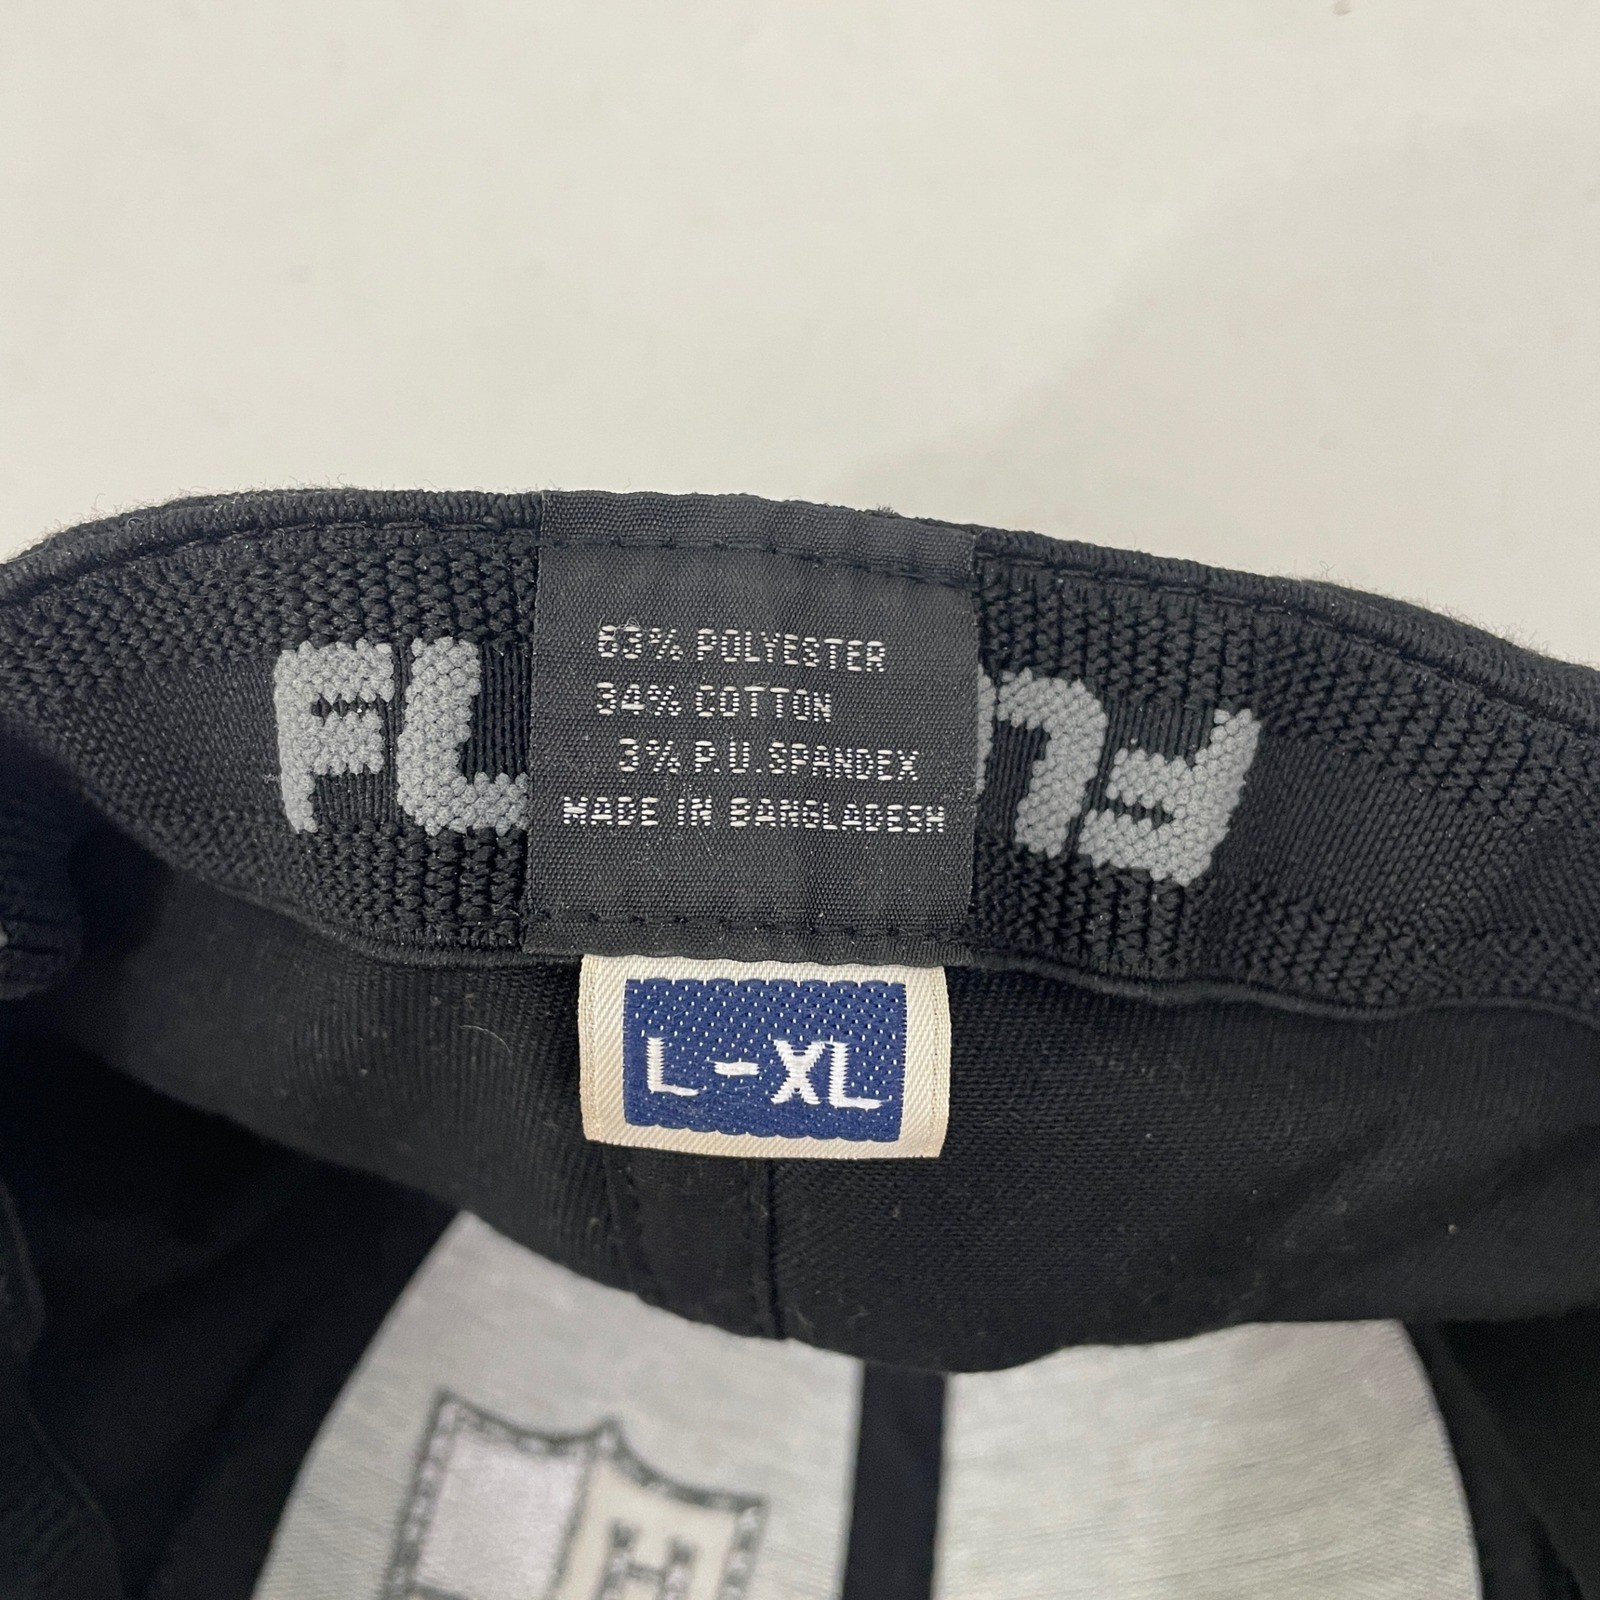 63% POLYESTER
34% COTTON
3% P.U.SPANDEX
MADE IN BANGLADESH
L-XL
H